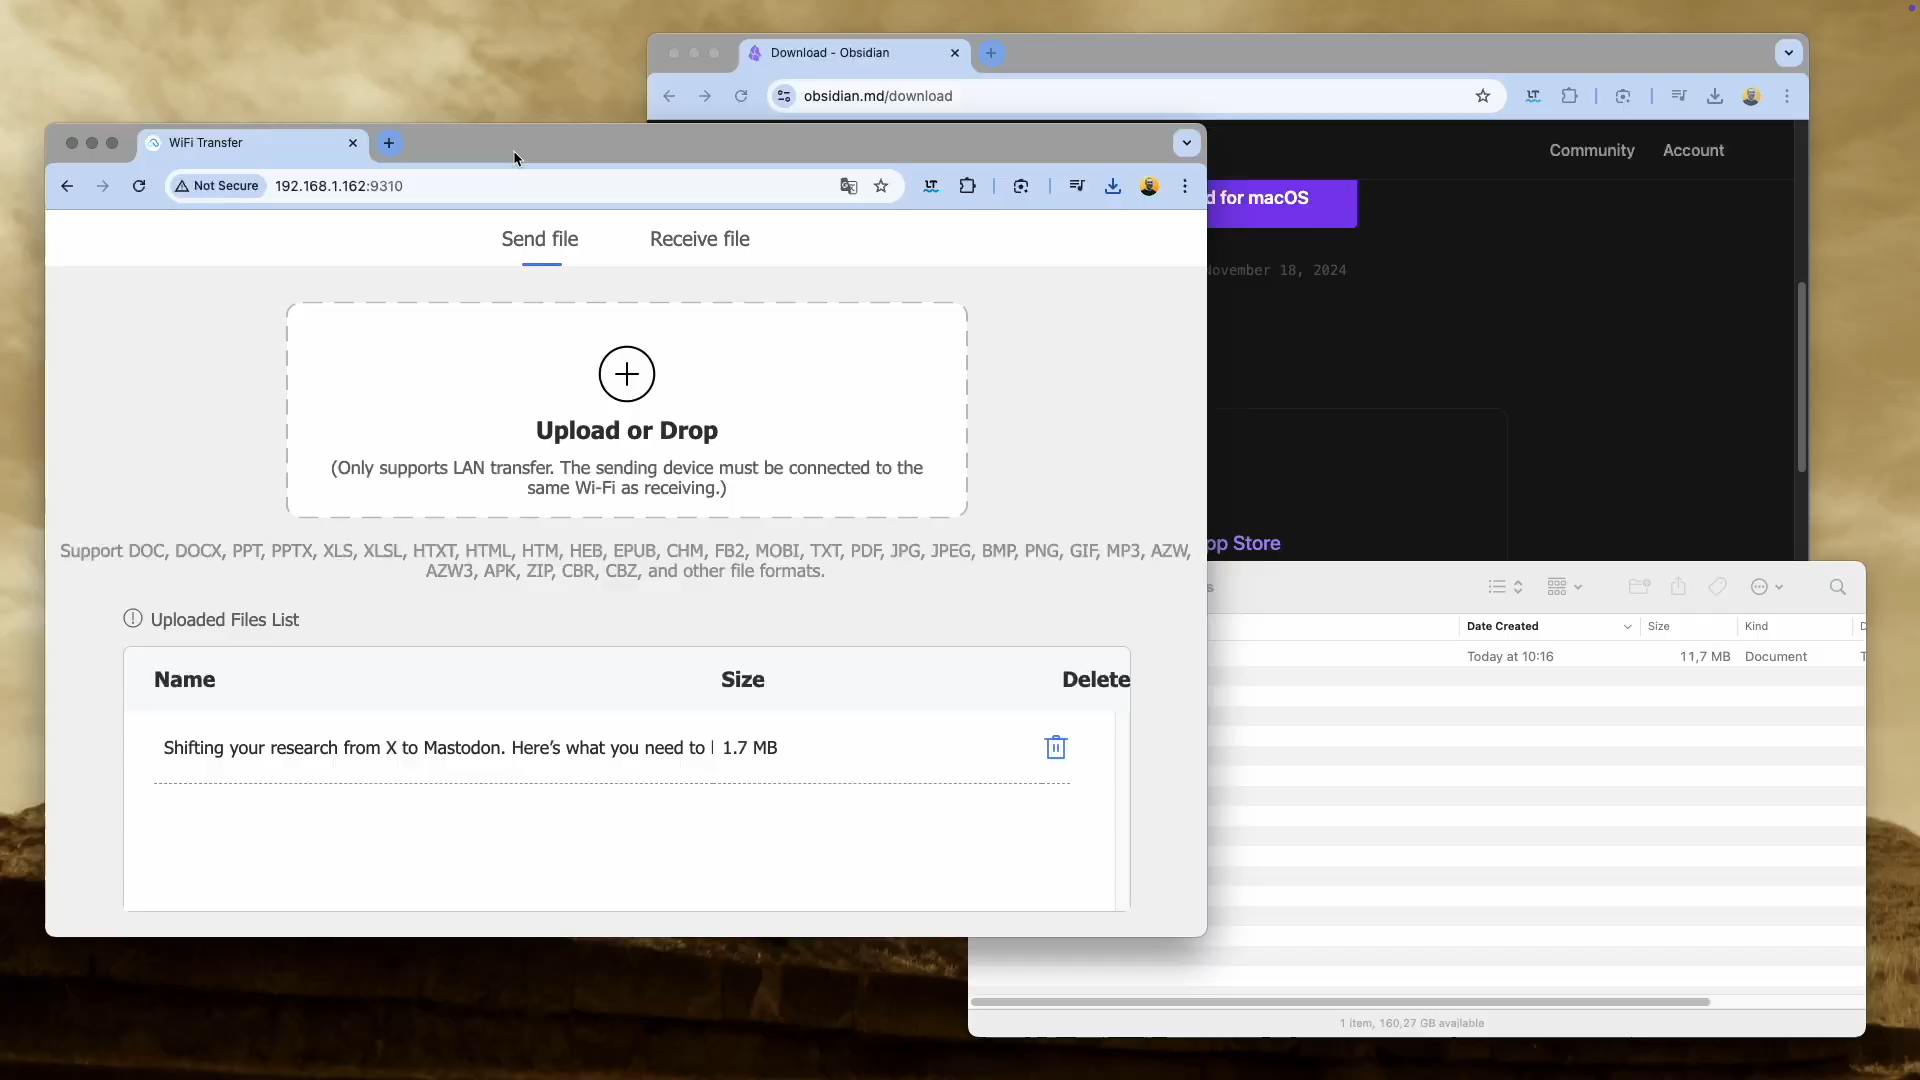 Download - Obsidian
obsidian.md/download
Community
Account
d for macOS
November 18, 2024
pp Store
WiFi Transfer
Not Secure
192.168.1.162:9310
Send file
Receive file
Upload or Drop
(Only supports LAN transfer. The sending device must be connected to the
same Wi-Fi as receiving.)
Support DOC, DOCX, PPT, PPTX, XLS, XLSL, HTXT, HTML, HTM, HEB, EPUB, CHM, FB2, MOBI, TXT, PDF, JPG, JPEG, BMP, PNG, GIF, MP3, AZW,
AZW3, APK, ZIP, CBR, CBZ, and other file formats.
Uploaded Files List
Name Size Delete
Shifting your research from X to Mastodon. Here’s what you need to 1.7 MB
s
Date Created Size Kind D
Today at 10:16 11,7 MB Document T
1 item, 160,27 GB available